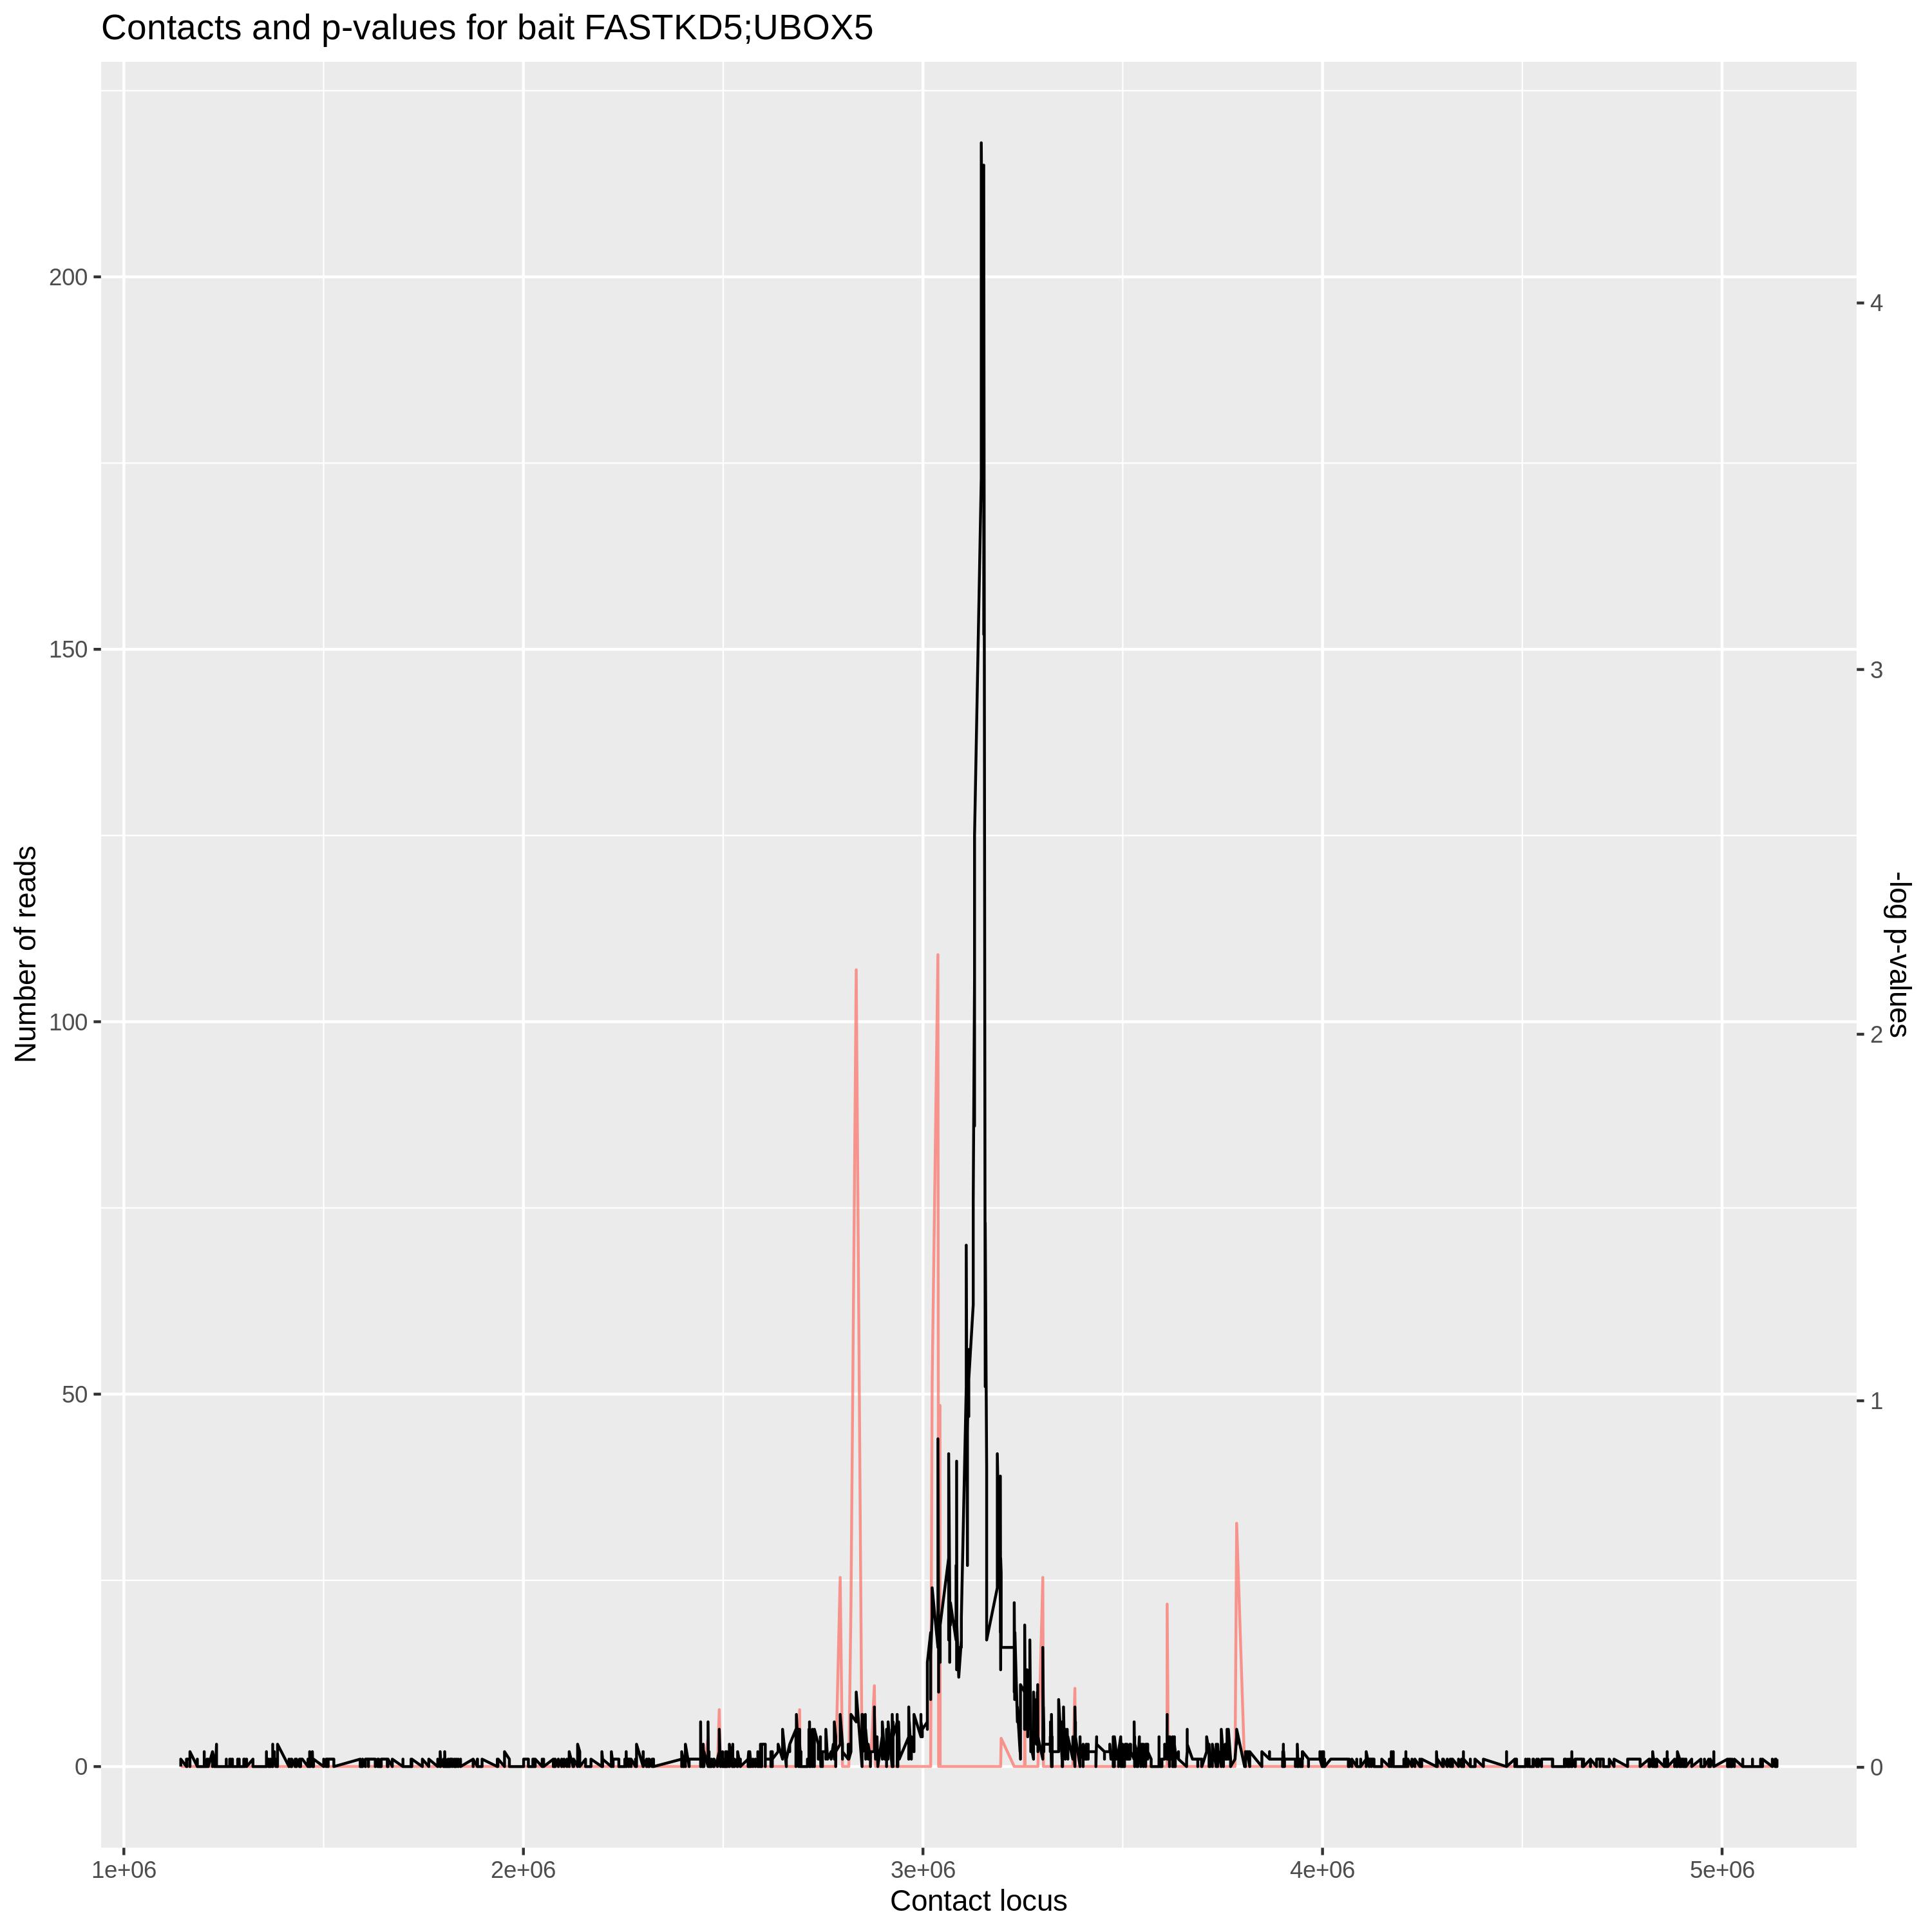 Contacts and p-values for bait FASTKD5;UBOX5
Number of reads
200
150
100
50
0
4
3
2
1
0
-log p-values
1e+06
2e+06
3e+06
4e+06
5e+06
Contact locus